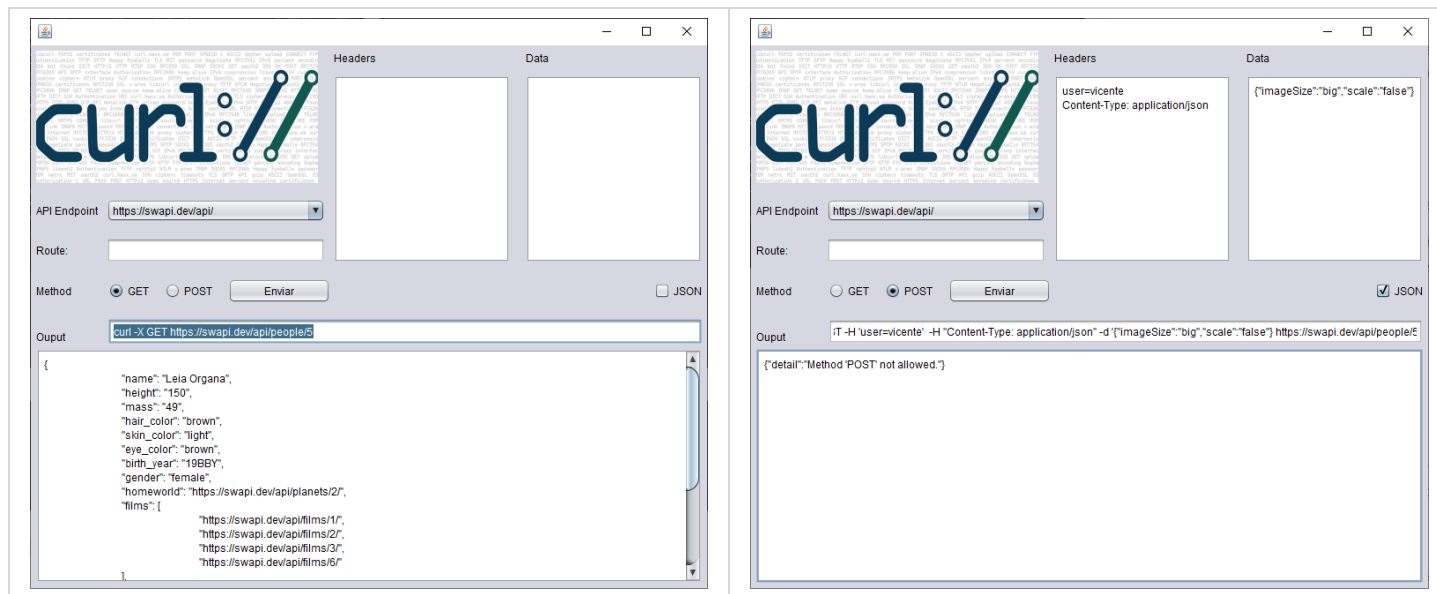 Headers
Data
curl://
API Endpoint
https://swapi.dev/api/
Route:
Method
GET
POST
Enviar
JSON
Ouput
curl -X GET https://swapi.dev/api/people/5
{
"name": "Leia Organa",
"height": "150",
"mass": "49",
"hair_color": "brown",
"skin_color": "light",
"eye_color": "brown",
"birth_year": "19BBY",
"gender": "female",
"homeworld": "https://swapi.dev/api/planets/2/",
"films": [
"https://swapi.dev/api/films/1/",
"https://swapi.dev/api/films/2/",
"https://swapi.dev/api/films/3/",
"https://swapi.dev/api/films/6/"
],
Headers
Data
curl://
user=vicente
Content-Type: application/json
{"imageSize":"big","scale":"false"}
API Endpoint
https://swapi.dev/api/
Route:
Method
GET
POST
Enviar
JSON
Ouput
T -H 'user=vicente' -H "Content-Type: application/json" -d '{"imageSize":"big","scale":"false"} https://swapi.dev/api/people/5
{"detail":"Method 'POST' not allowed."}